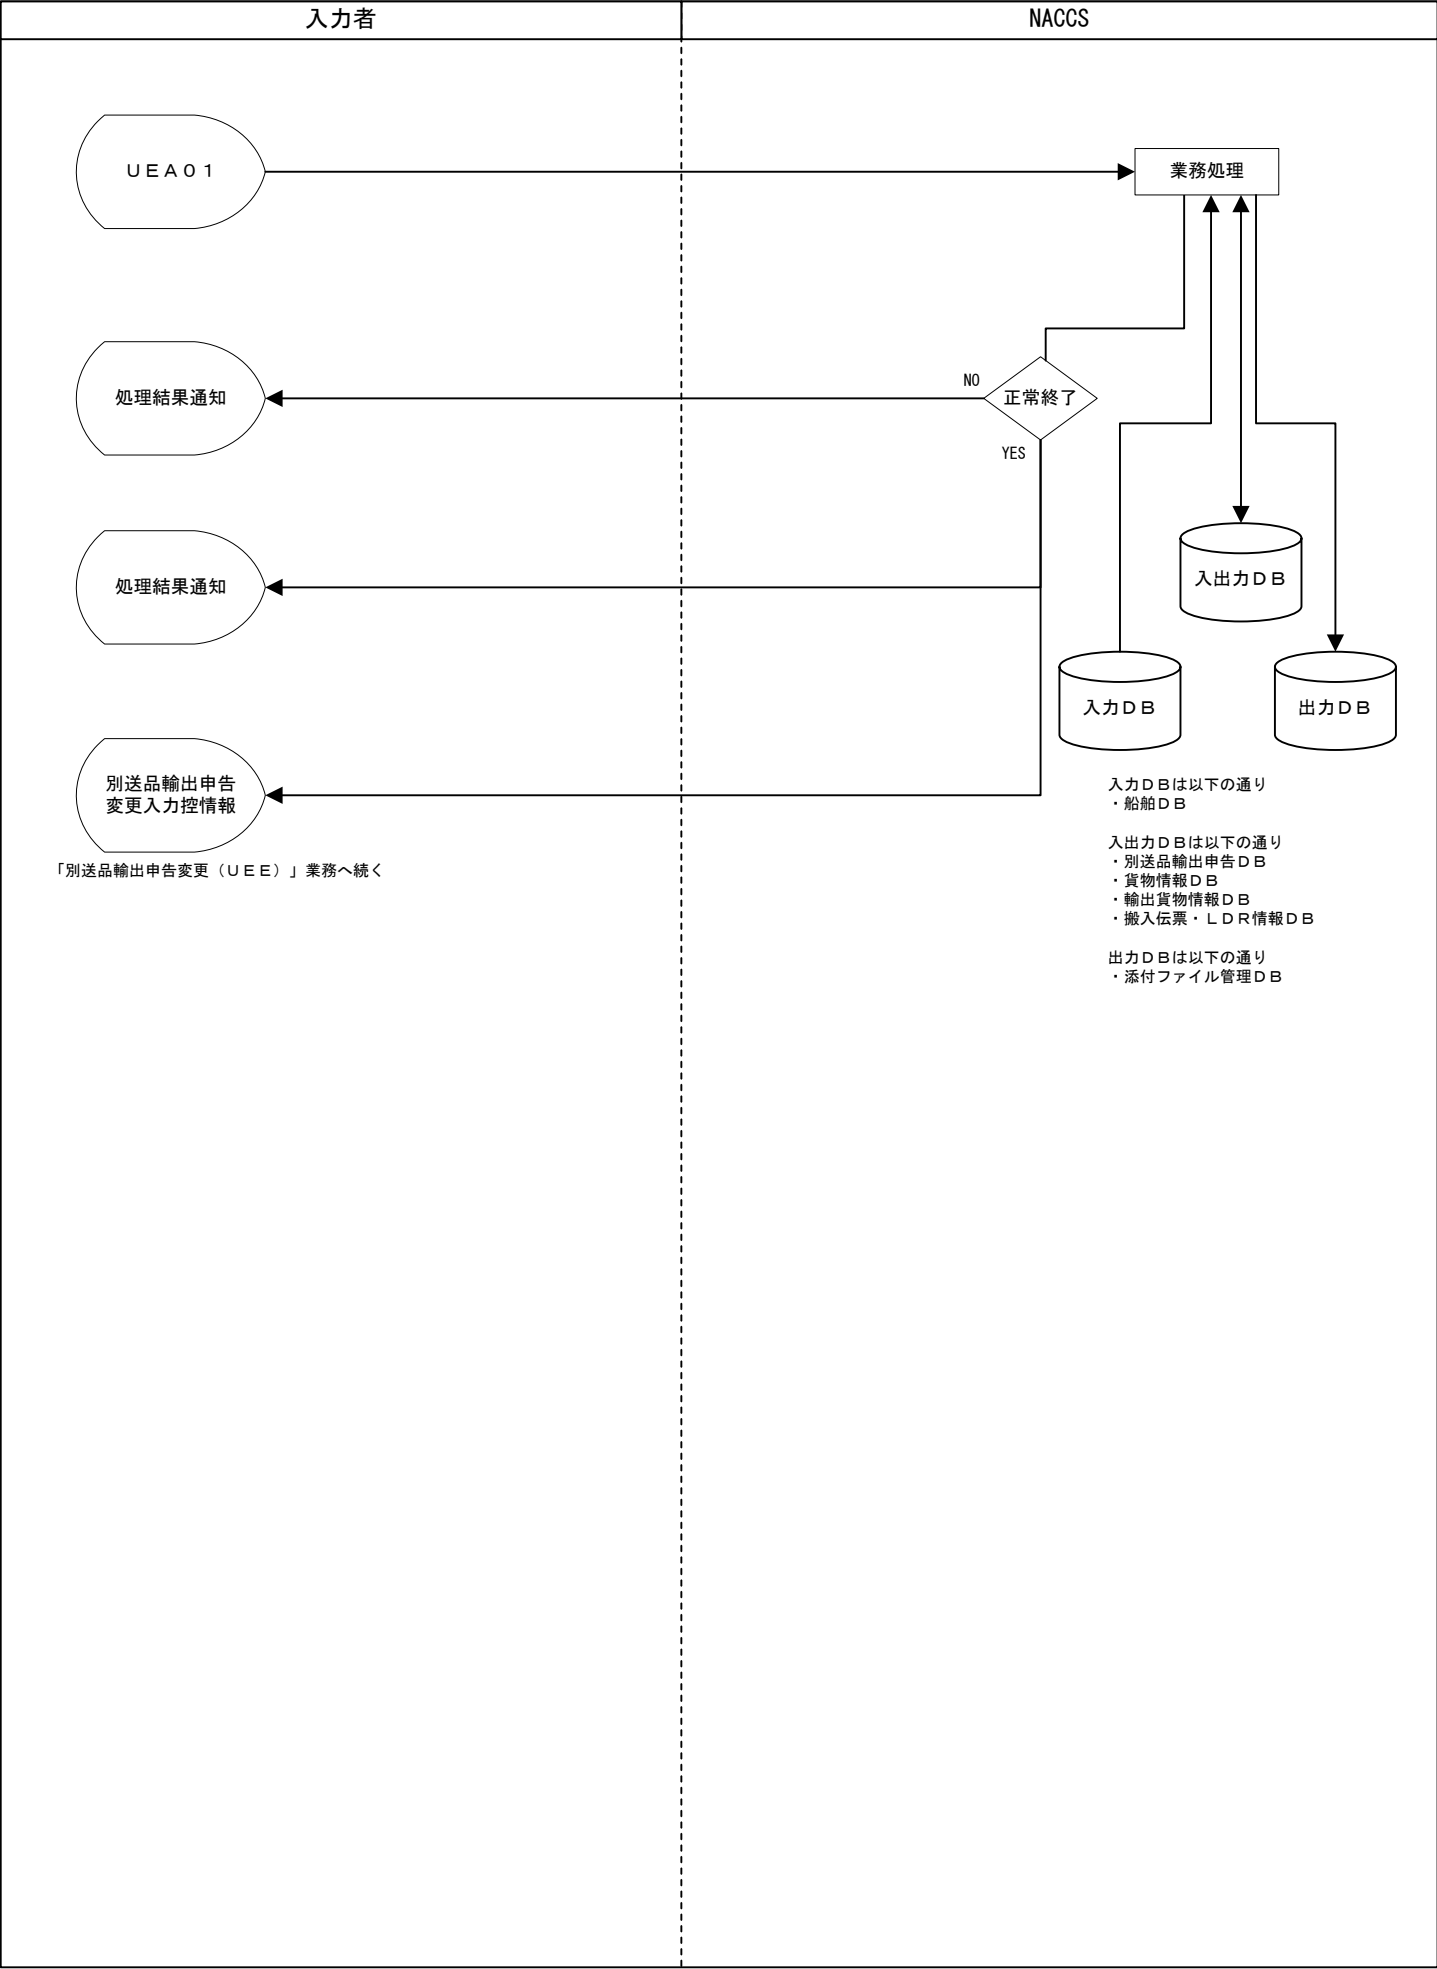 入力者
NACCS
ＵＥＡ０１
業務処理
処理結果通知
NO
正常終了
YES
処理結果通知
入出力ＤＢ
入力ＤＢ
出力ＤＢ
別送品輸出申告
変更入力控情報
「別送品輸出申告変更（ＵＥＥ）」業務へ続く
入力ＤＢは以下の通り
・船舶ＤＢ
入出力ＤＢは以下の通り
・別送品輸出申告ＤＢ
・貨物情報ＤＢ
・輸出貨物情報ＤＢ
・搬入伝票・ＬＤＲ情報ＤＢ
出力ＤＢは以下の通り
・添付ファイル管理ＤＢ